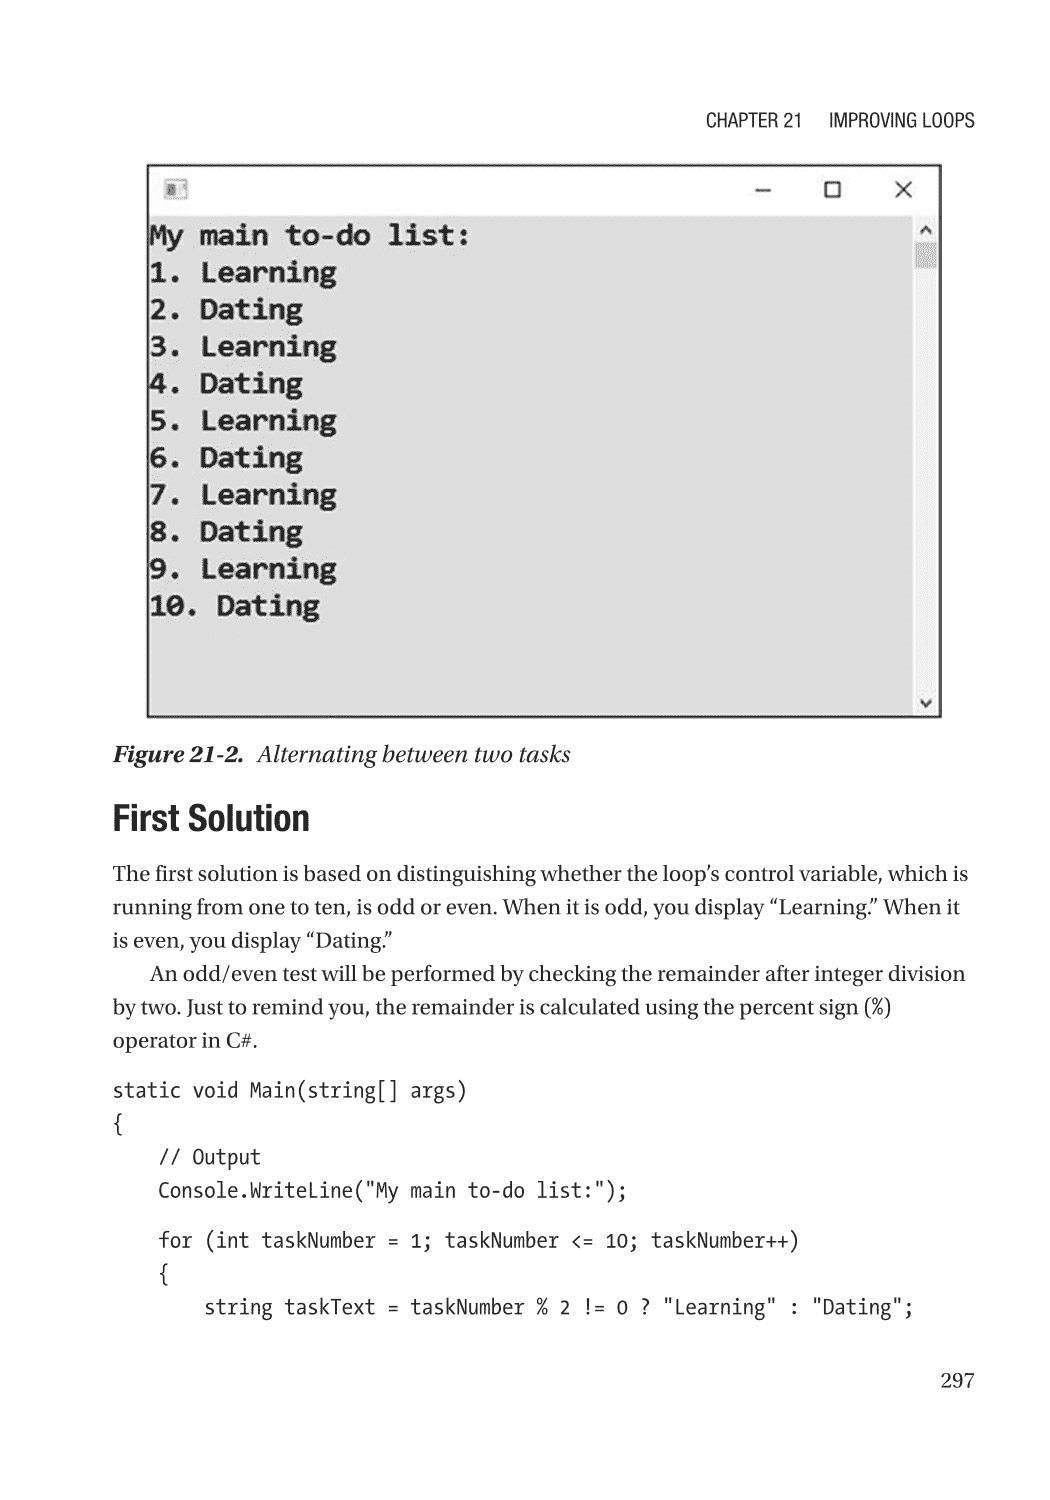 CHAPTER 21 IMPROVING LOOPS
My main to-do list:
1. Learning
2. Dating
3. Learning
4. Dating
5. Learning
6. Dating
7. Learning
8. Dating
9. Learning
10. Dating
Figure 21-2. Alternating between two tasks
First Solution
The first solution is based on distinguishing whether the loop’s control variable, which is
running from one to ten, is odd or even. When it is odd, you display “Learning.” When it
is even, you display “Dating.”
An odd/even test will be performed by checking the remainder after integer division
by two. Just to remind you, the remainder is calculated using the percent sign (%)
operator in C#.
static void Main(string[] args)
{
// Output
Console.WriteLine("My main to-do list:");
for (int taskNumber = 1; taskNumber <= 10; taskNumber++)
{
string taskText = taskNumber % 2 != 0 ? "Learning" : "Dating";
297